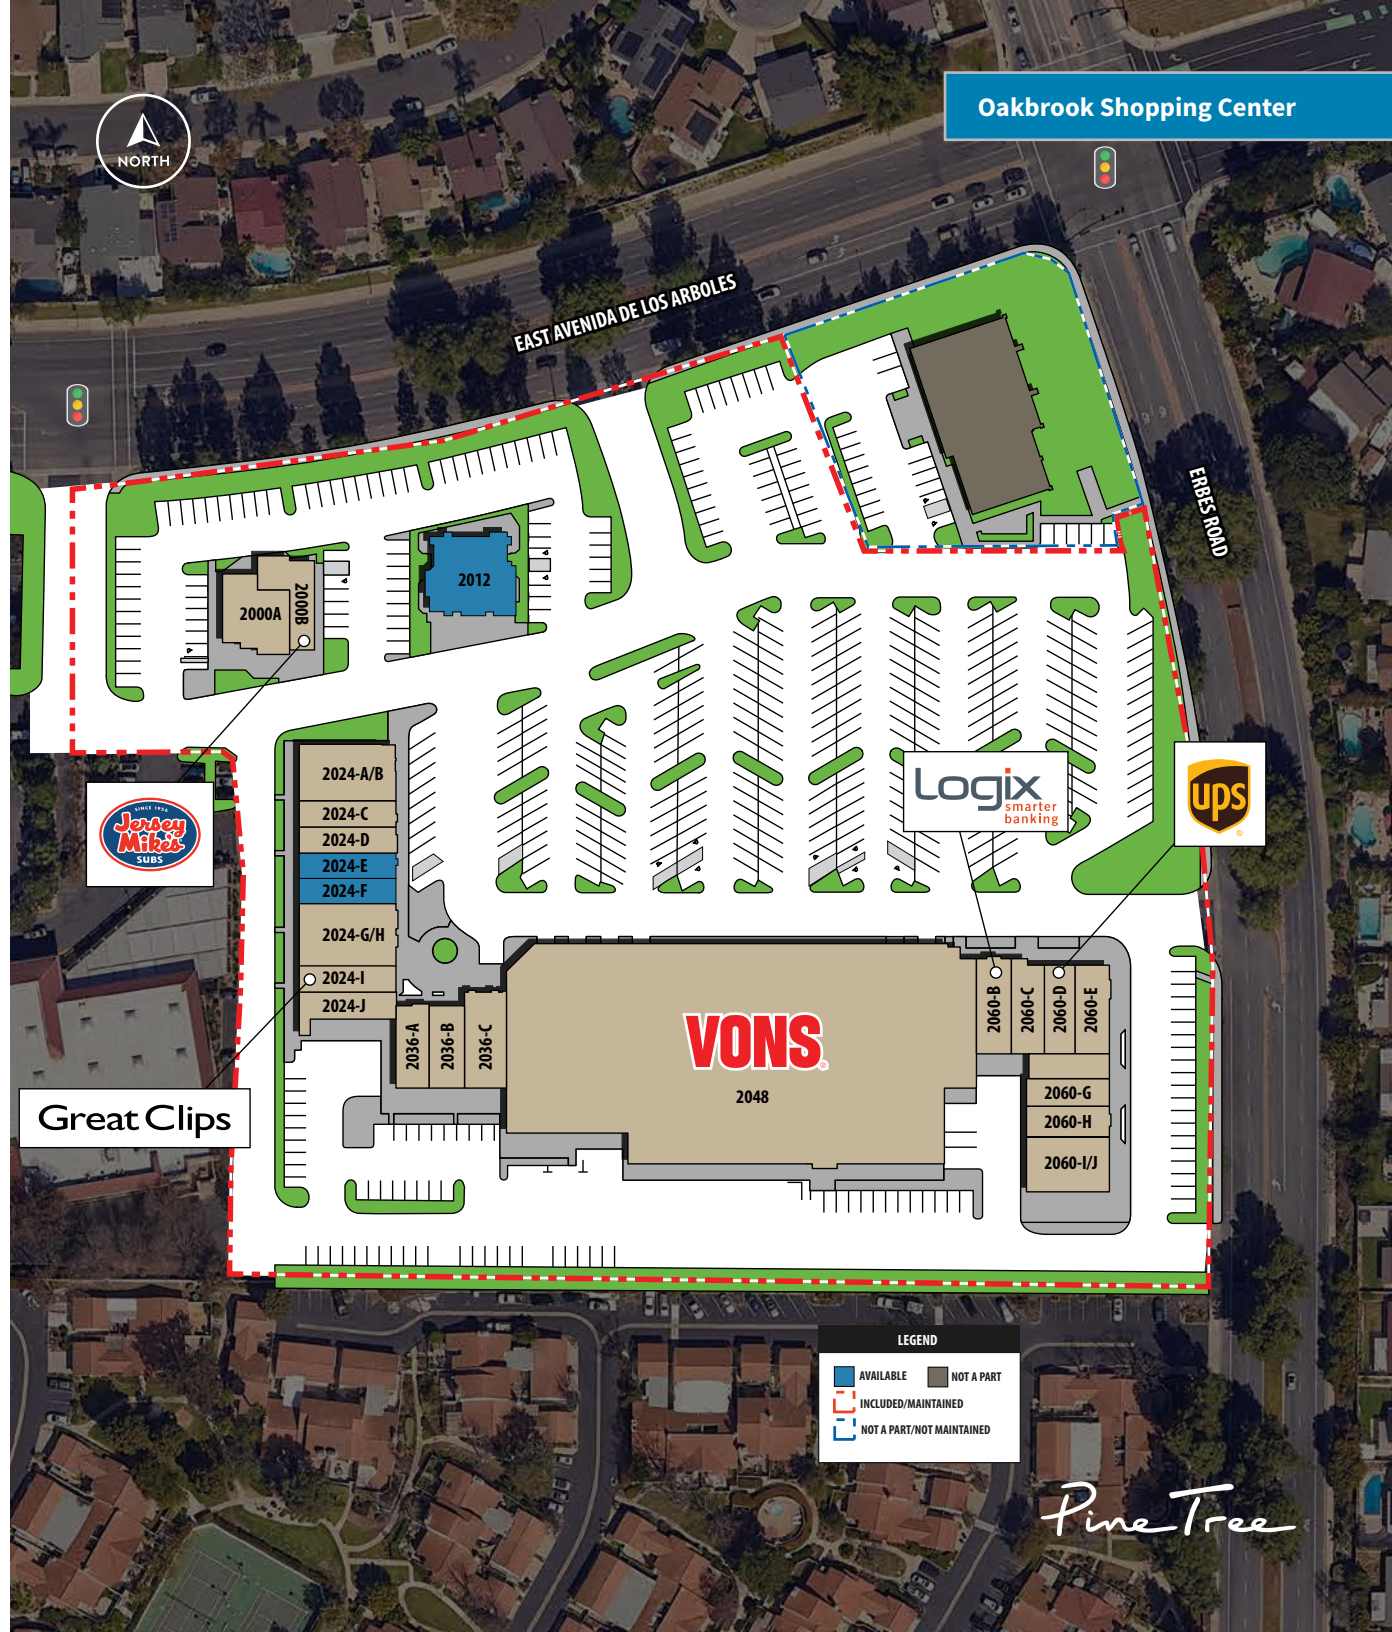 Oakbrook Shopping Center
NORTH
EAST AVENIDA DE LOS ARBOLES
ERBES ROAD
2012
2000A
2000B
SINCE 1956
Jersey
Mike's
SUBS
2024-A/B
2024-C
2024-D
2024-E
2024-F
2024-G/H
2024-I
2024-J
Great Clips
2036-A
2036-B
2036-C
VONS
2048
Logix
smarter
banking
ups
2060-B
2060-C
2060-D
2060-E
2060-G
2060-H
2060-I/J
LEGEND
AVAILABLE
NOT A PART
INCLUDED/MAINTAINED
NOT A PART/NOT MAINTAINED
Pine Tree